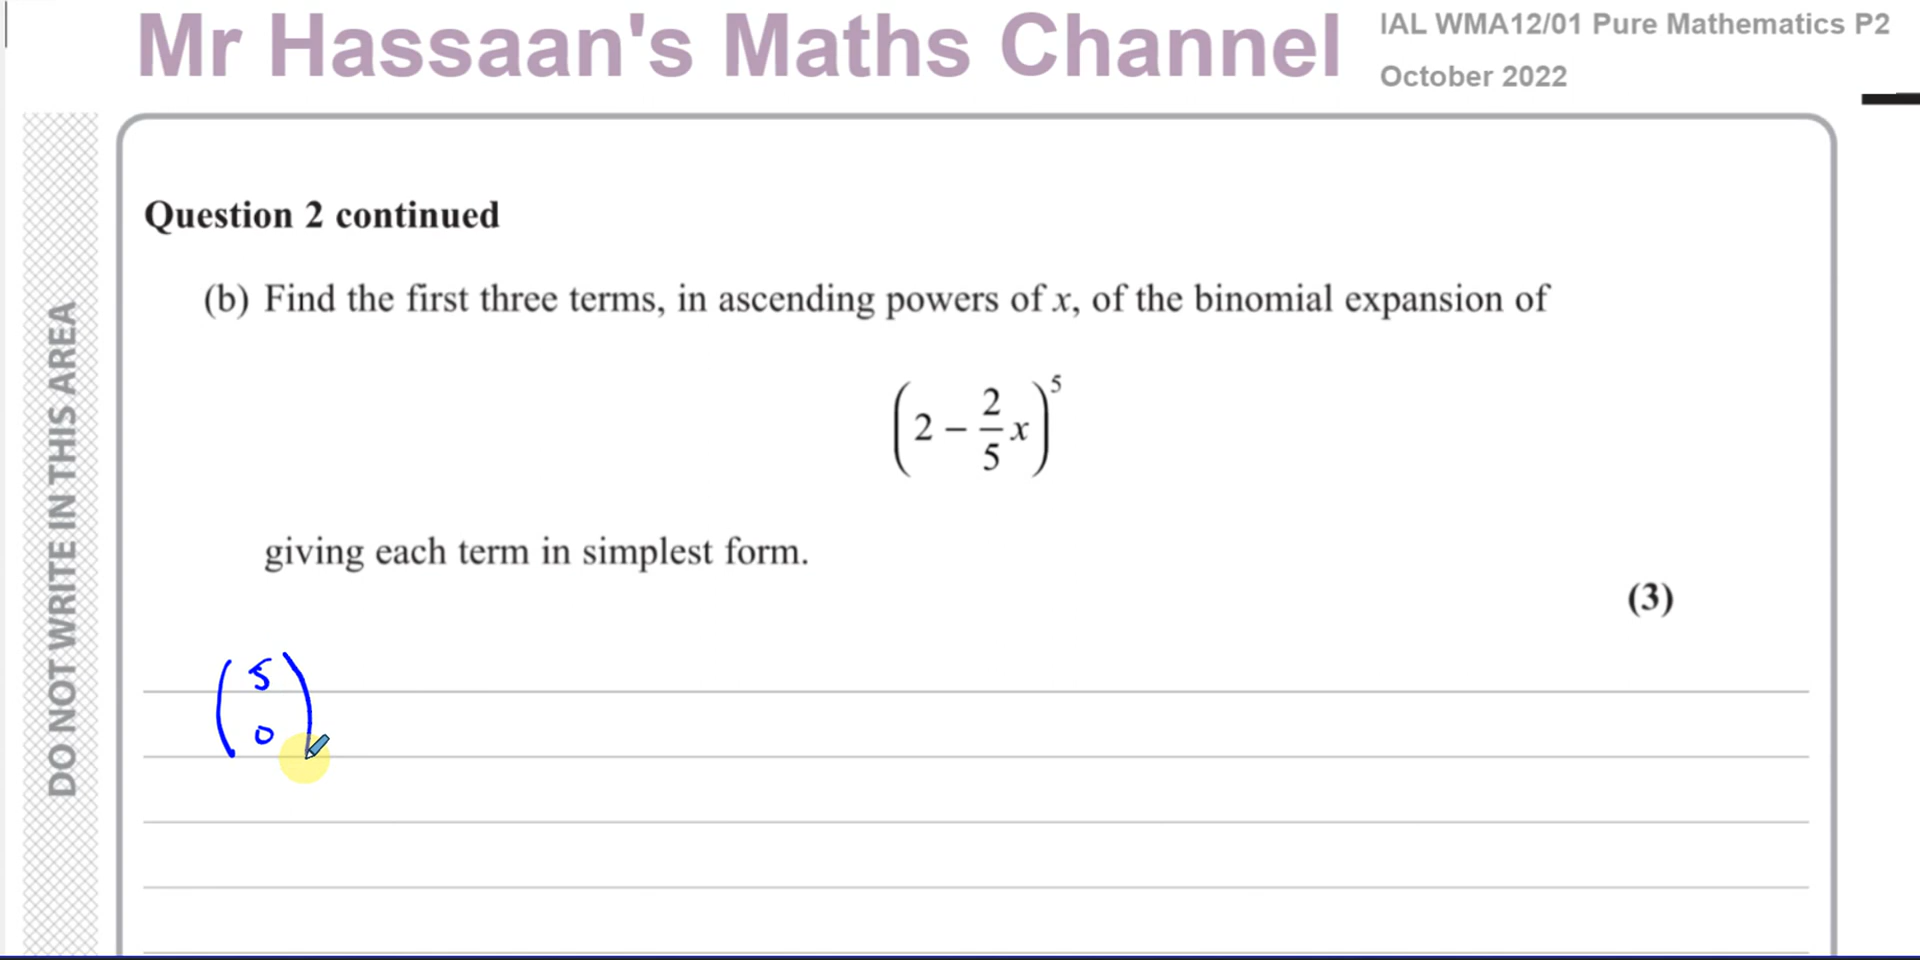 Mr Hassaan's Maths Channel
IAL WMA12/01 Pure Mathematics P2
October 2022
DO NOT WRITE IN THIS AREA
Question 2 continued
(b) Find the first three terms, in ascending powers of x, of the binomial expansion of
(2 − 2/5 x)^5
giving each term in simplest form.
(3)
(5
0)